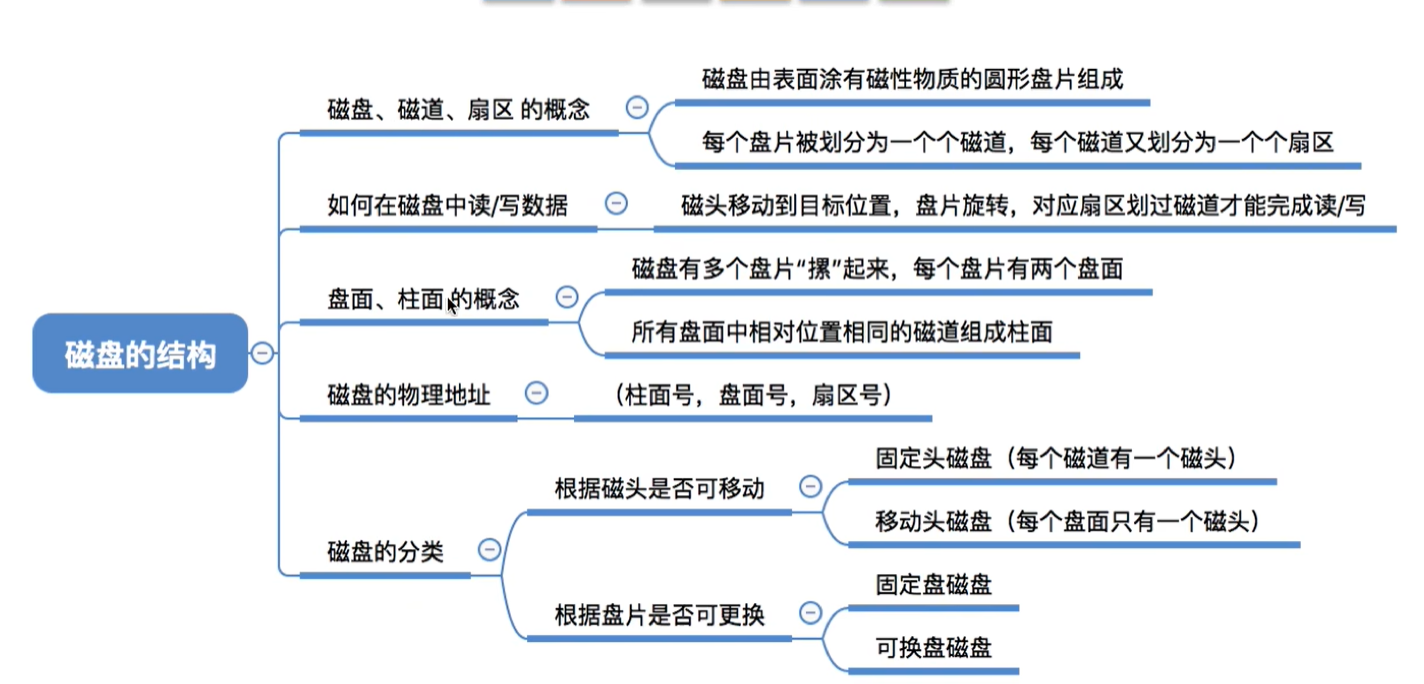 磁盘的结构
磁盘、磁道、扇区 的概念
磁盘由表面涂有磁性物质的圆形盘片组成
每个盘片被划分为一个个磁道，每个磁道又划分为一个个扇区
如何在磁盘中读/写数据
磁头移动到目标位置，盘片旋转，对应扇区划过磁道才能完成读/写
盘面、柱面 的概念
磁盘有多个盘片“摞”起来，每个盘片有两个盘面
所有盘面中相对位置相同的磁道组成柱面
磁盘的物理地址
（柱面号，盘面号，扇区号）
磁盘的分类
根据磁头是否可移动
固定头磁盘（每个磁道有一个磁头）
移动头磁盘（每个盘面只有一个磁头）
根据盘片是否可更换
固定盘磁盘
可换盘磁盘